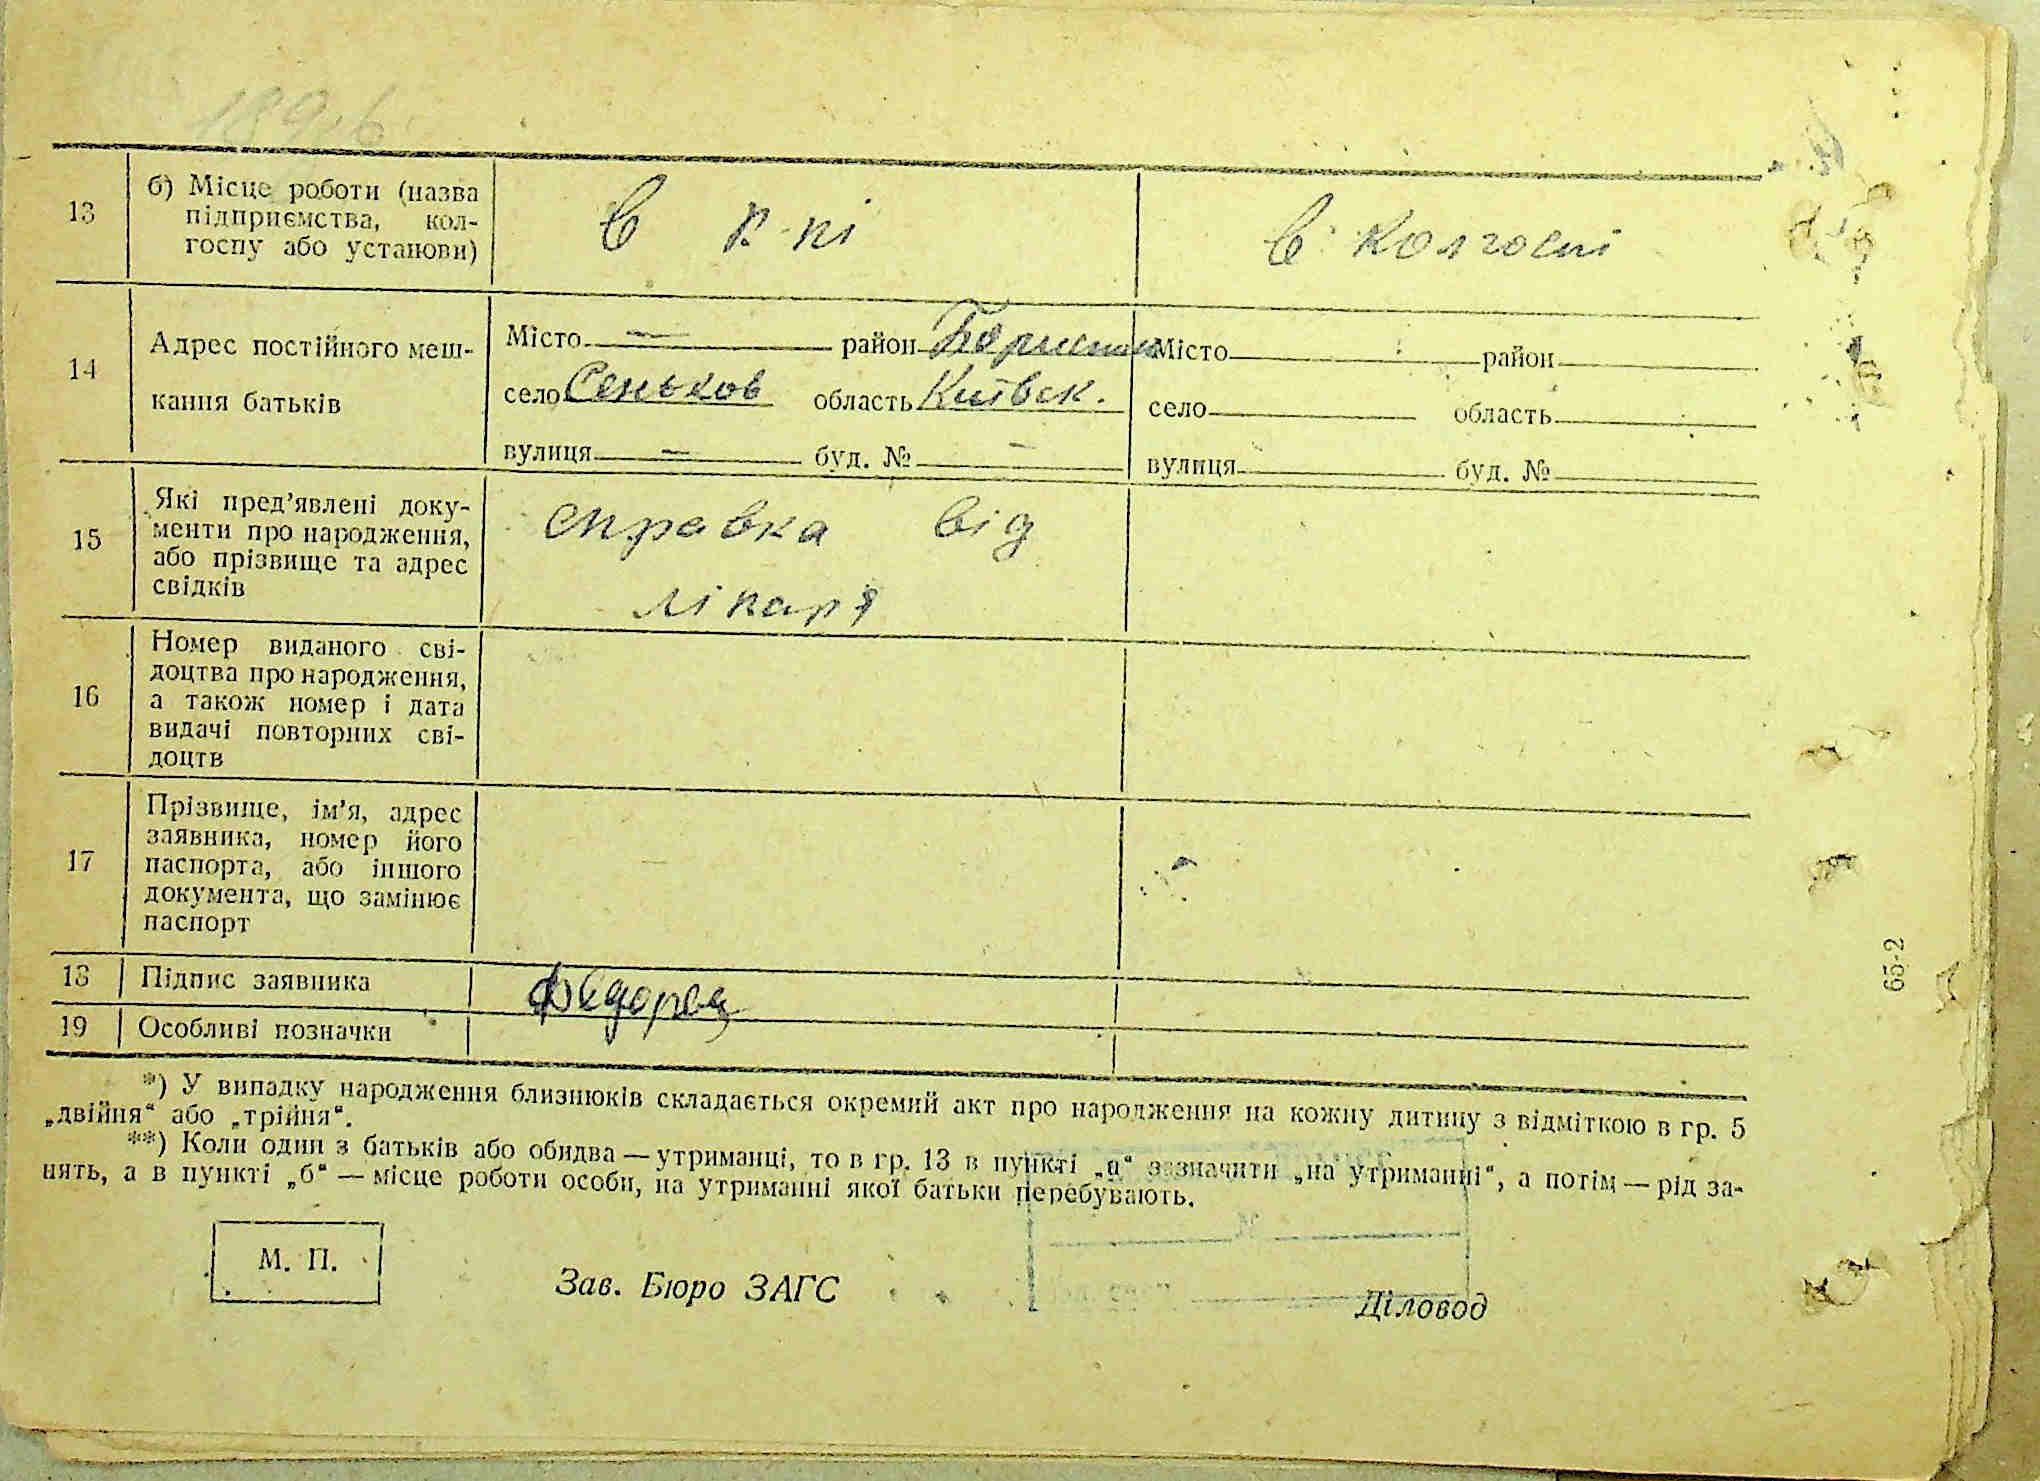 13
б) Місце роботи (назва
підприємства, кол-
госпу або установи)
В к-пі
В колгоспі
14
Адрес постійного меш-
кання батьків
Місто — район Бориспіл
село Сеньков область Київск.
вулиця — буд. № —
Місто район
село область
вулиця буд. №
15
Які пред'явлені доку-
менти про народження,
або прізвище та адрес
свідків
справка від
лікаря
16
Номер виданого сві-
доцтва про народження,
а також номер і дата
видачі повторних сві-
доцтв
17
Прізвище, ім'я, адрес
заявника, номер його
паспорта, або іншого
документа, що замінює
паспорт
18
Підпис заявника
Федорец
19
Особливі позначки
65-2
*) У випадку народження близнюків складається окремий акт про народження на кожну дитину з відміткою в гр. 5
„двійня“ або „трійня“.
**) Коли один з батьків або обидва — утриманці, то в гр. 13 в пункті „а“ зазначити „на утриманні“, а потім — рід за-
нять, а в пункті „б“ — місце роботи особи, на утриманні якої батьки перебувають.
М. П.
Зав. Бюро ЗАГС
Діловод